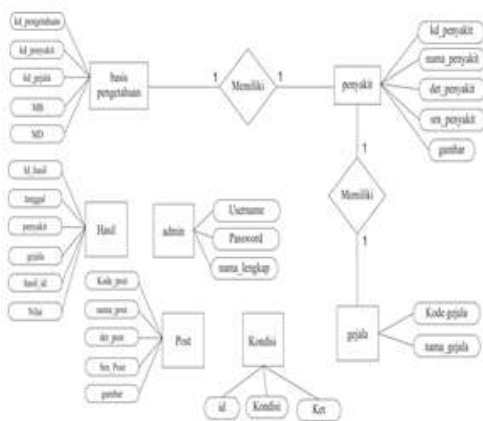 kd_pengetahuan
kd_penyakit
kd_gejala
MB
MD
basis
pengetahuan
1
Memiliki
1
penyakit
kd_penyakit
nama_penyakit
det_penyakit
srn_penyakit
gambar
1
Memiliki
1
gejala
Kode gejala
nama_gejala
kd_hasil
tanggal
penyakit
gejala
hasil_id
Nilai
Hasil
admin
Username
Password
nama_lengkap
Kode_post
nama_post
det_post
Srn_Post
gambar
Post
Kondisi
id
Kondisi
Ket